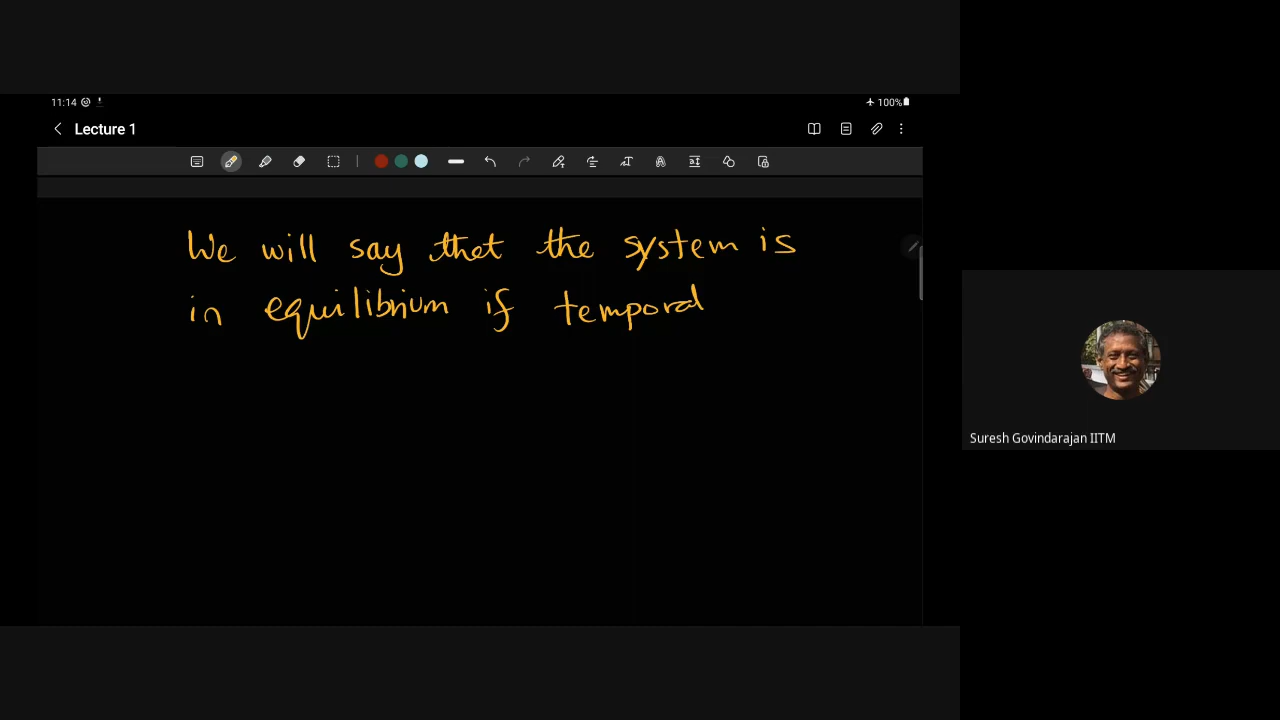 11:14
100%
Lecture 1
We will say that the system is
in equilibrium if temporal
Suresh Govindarajan IITM